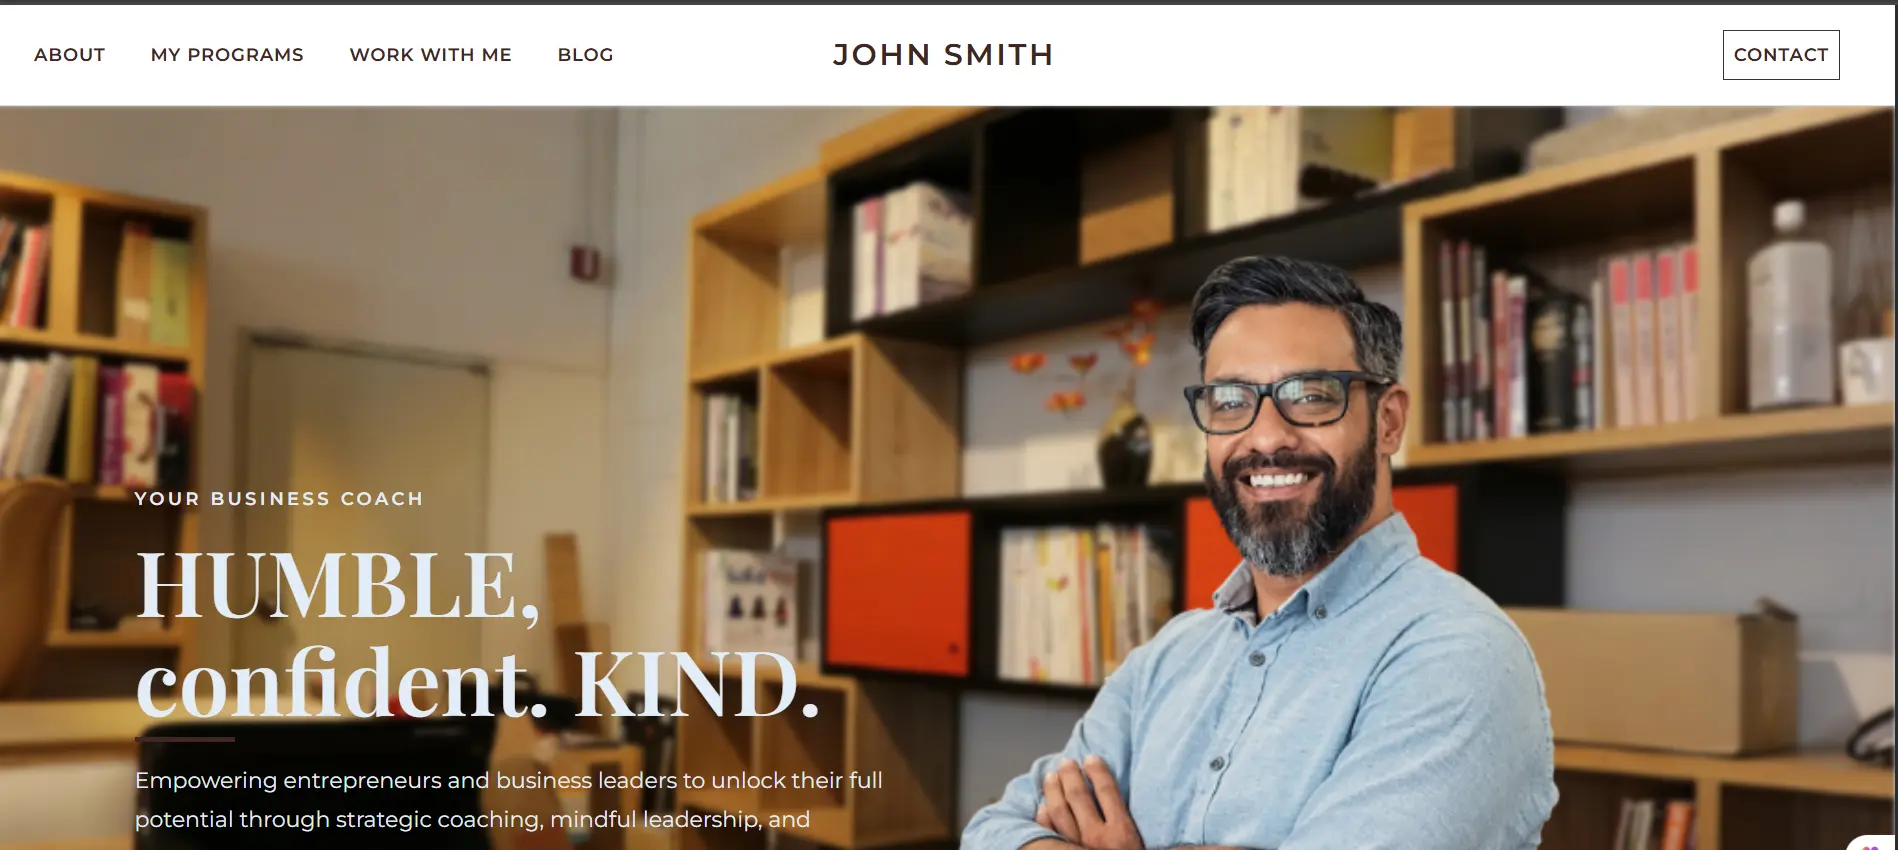 ABOUT MY PROGRAMS WORK WITH ME BLOG JOHN SMITH CONTACT
YOUR BUSINESS COACH
HUMBLE,
confident. KIND.
Empowering entrepreneurs and business leaders to unlock their full
potential through strategic coaching, mindful leadership, and